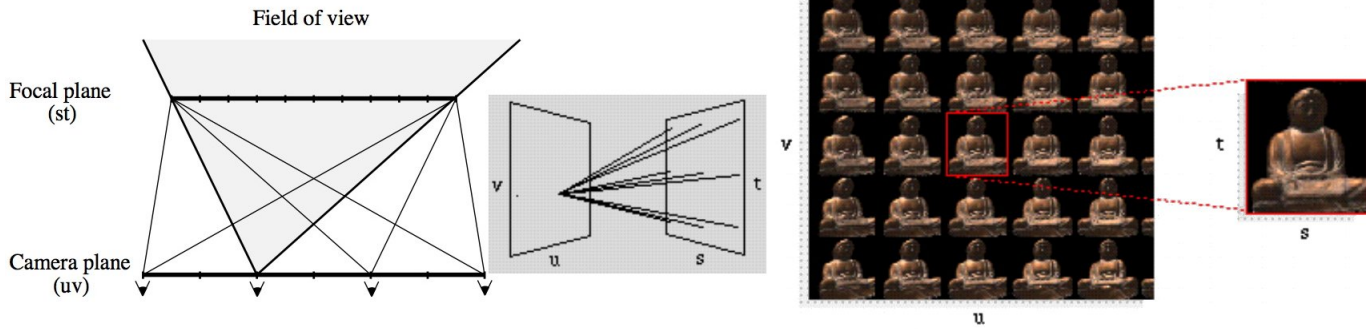 Field of view
Focal plane
(st)
Camera plane
(uv)
v
u
t
s
v
u
t
s